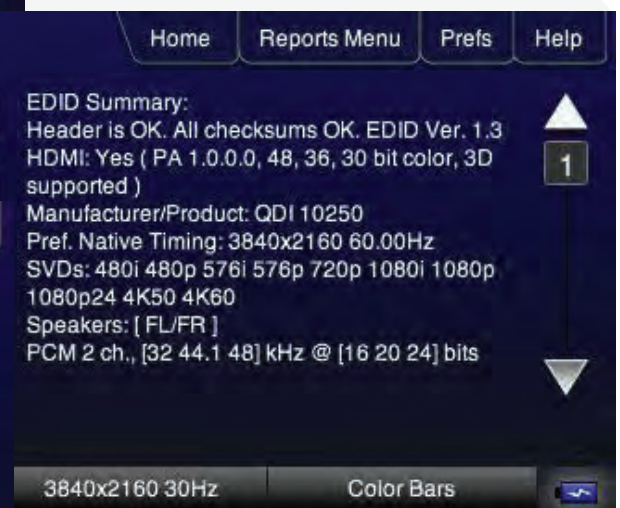 Home Reports Menu Prefs Help
EDID Summary:
Header is OK. All checksums OK. EDID Ver. 1.3
HDMI: Yes ( PA 1.0.0.0, 48, 36, 30 bit color, 3D
supported )
Manufacturer/Product: QDI 10250
Pref. Native Timing: 3840x2160 60.00Hz
SVDs: 480i 480p 576i 576p 720p 1080i 1080p
1080p24 4K50 4K60
Speakers: [ FL/FR ]
PCM 2 ch., [32 44.1 48] kHz @ [16 20 24] bits
1
3840x2160 30Hz Color Bars